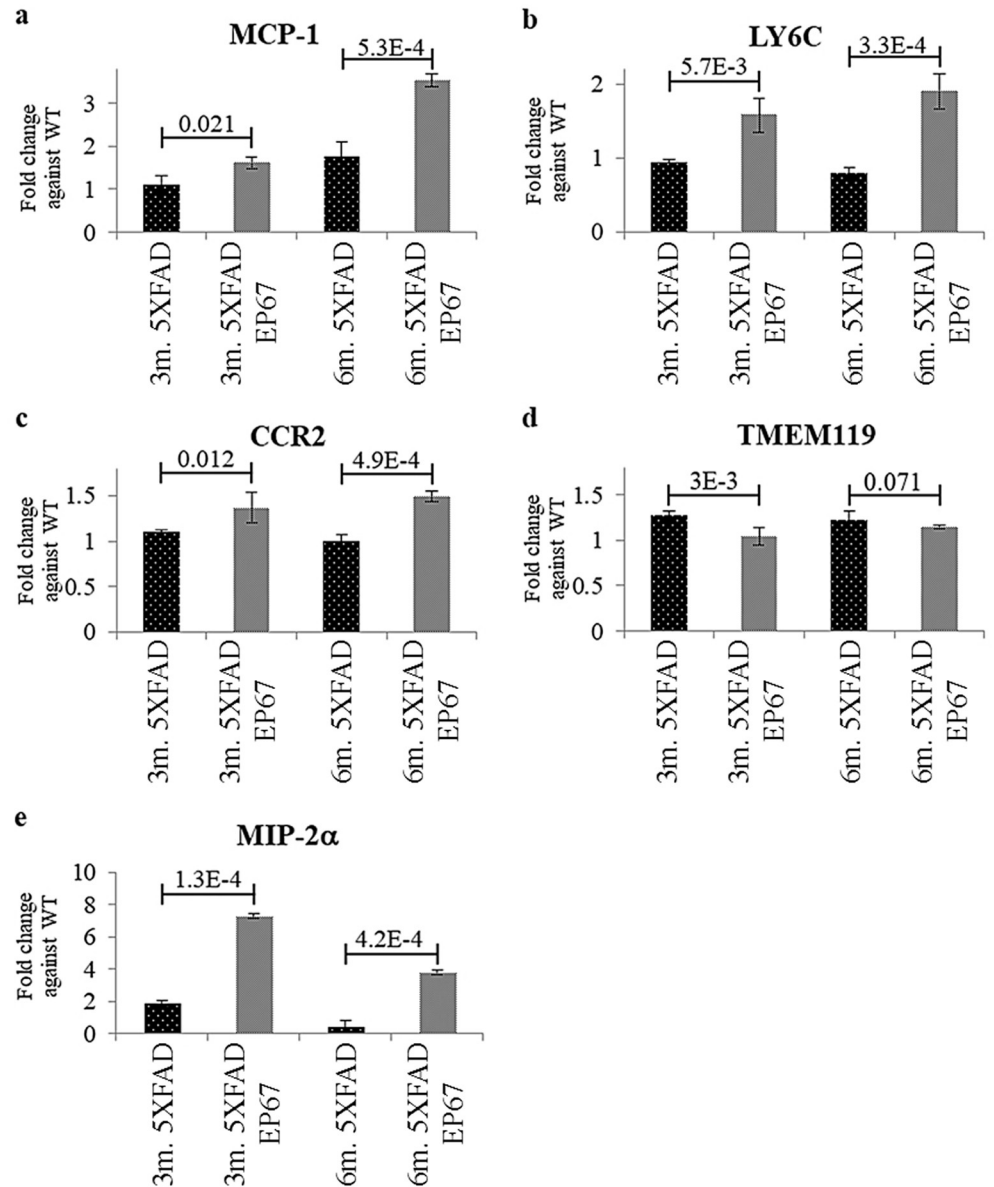 a
MCP-1
Fold change
against WT
3
2
1
0
0.021
5.3E-4
3m. 5XFAD
3m. 5XFAD
EP67
6m. 5XFAD
6m. 5XFAD
EP67
b
LY6C
Fold change
against WT
2
1
0
5.7E-3
3.3E-4
3m. 5XFAD
3m. 5XFAD
EP67
6m. 5XFAD
6m. 5XFAD
EP67
c
CCR2
Fold change
against WT
1.5
1
0.5
0
0.012
4.9E-4
3m. 5XFAD
3m. 5XFAD
EP67
6m. 5XFAD
6m. 5XFAD
EP67
d
TMEM119
Fold change
against WT
1.5
1
0.5
0
3E-3
0.071
3m. 5XFAD
3m. 5XFAD
EP67
6m. 5XFAD
6m. 5XFAD
EP67
e
MIP-2α
Fold change
against WT
10
8
6
4
2
0
1.3E-4
4.2E-4
3m. 5XFAD
3m. 5XFAD
EP67
6m. 5XFAD
6m. 5XFAD
EP67